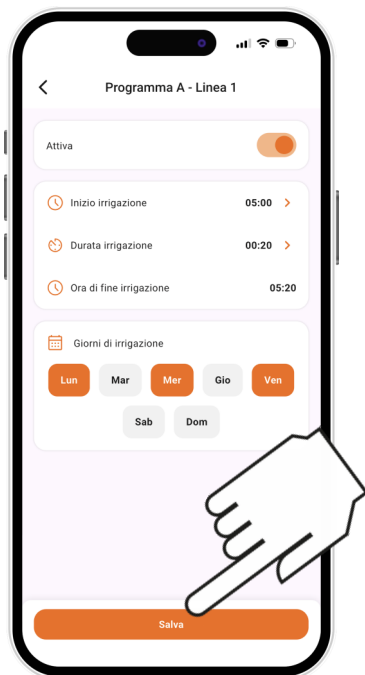 Programma A - Linea 1
Attiva
Inizio irrigazione 05:00
Durata irrigazione 00:20
Ora di fine irrigazione 05:20
Giorni di irrigazione
Lun Mar Mer Gio Ven
Sab Dom
Salva